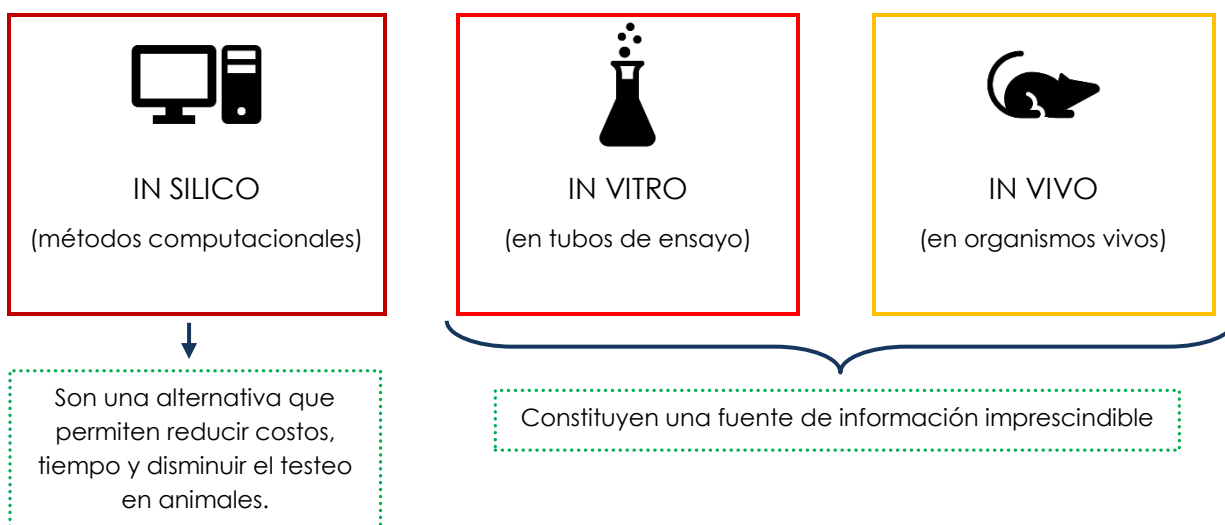 IN SILICO
(métodos computacionales)
IN VITRO
(en tubos de ensayo)
IN VIVO
(en organismos vivos)
Son una alternativa que
permiten reducir costos,
tiempo y disminuir el testeo
en animales.
Constituyen una fuente de información imprescindible